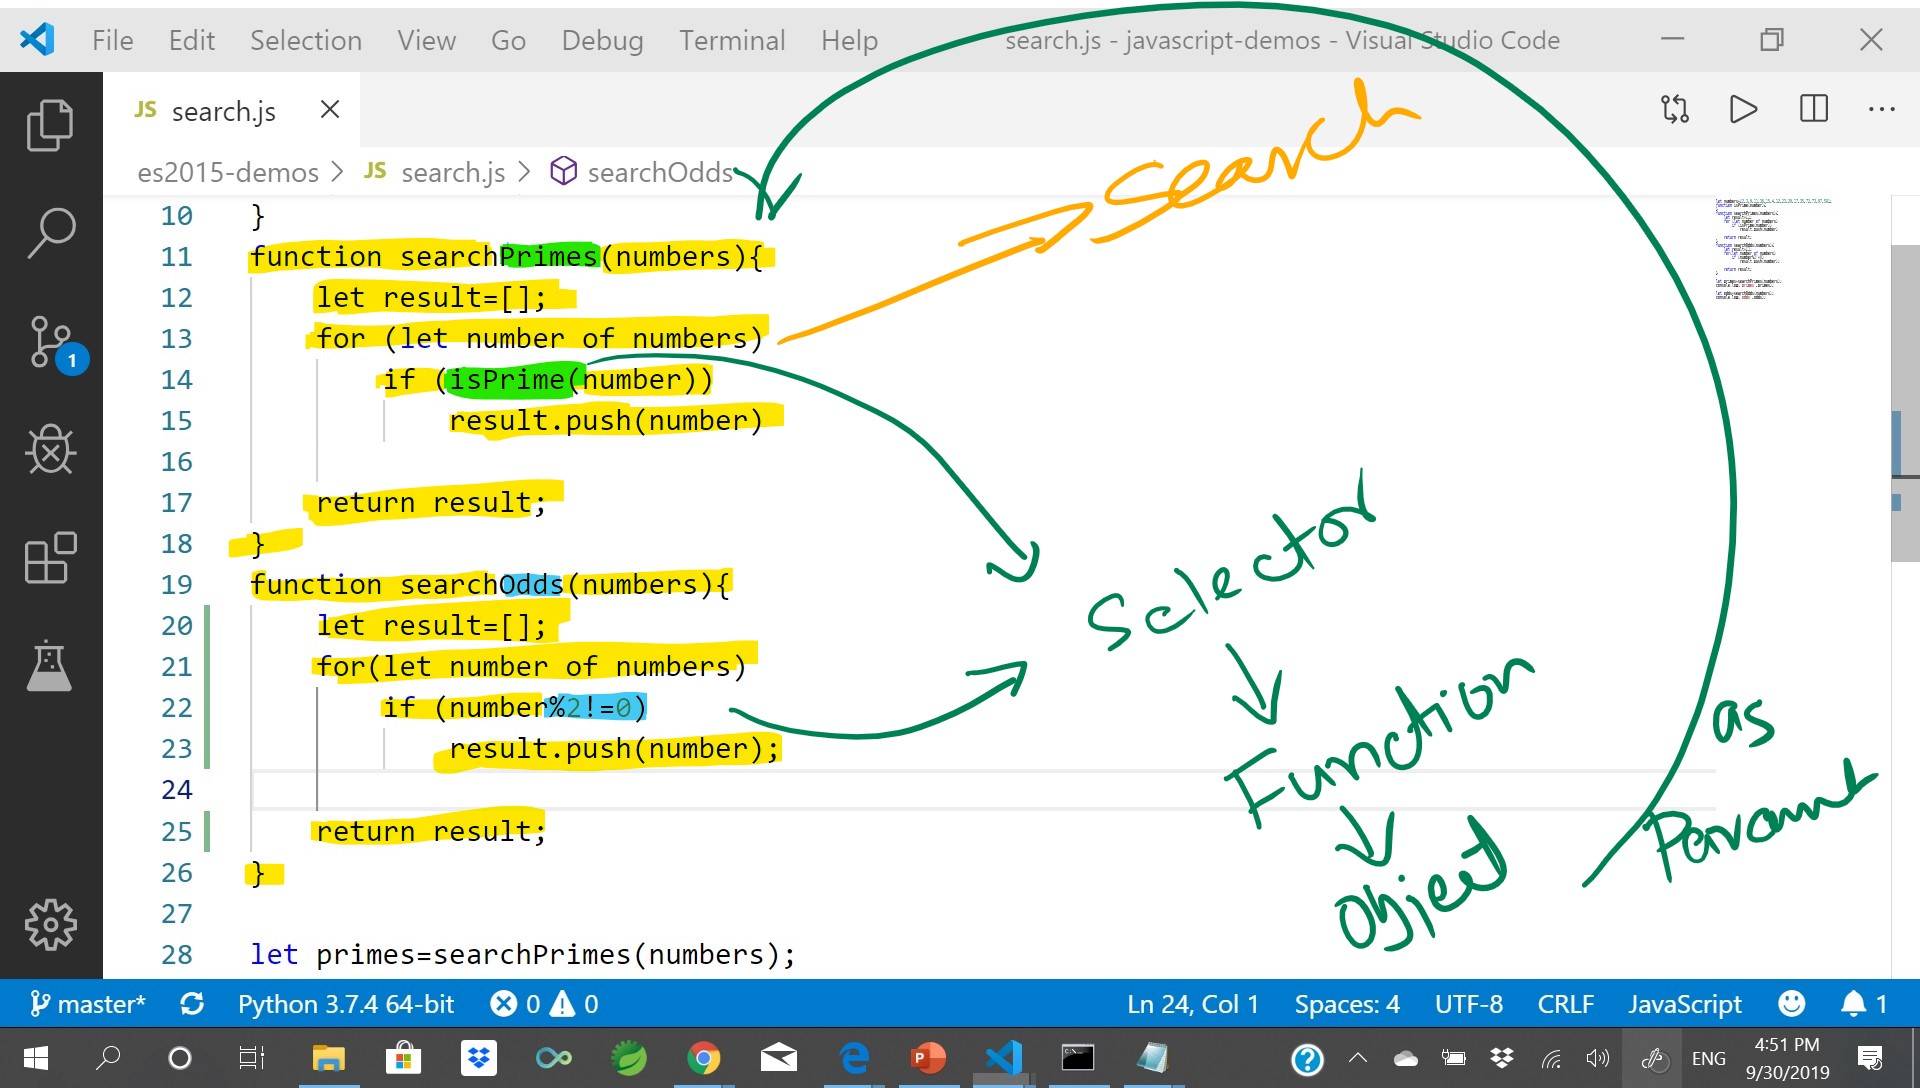 File Edit Selection View Go Debug Terminal Help search.js - javascript-demos - Visual Studio Code
JS search.js
es2015-demos > JS search.js > searchOdds
Search
10 }
11 function searchPrimes(numbers){
12 let result=[];
13 for (let number of numbers)
14 if (isPrime(number))
15 result.push(number)
16
17 return result;
18 }
19 function searchOdds(numbers){
20 let result=[];
21 for(let number of numbers)
22 if (number%2!=0)
23 result.push(number);
24
25 return result;
26 }
27
28 let primes=searchPrimes(numbers);
Selector
Function
Object
as
1
master* Python 3.7.4 64-bit 0 0 Ln 24, Col 1 Spaces: 4 UTF-8 CRLF JavaScript 1
ENG 4:51 PM
9/30/2019